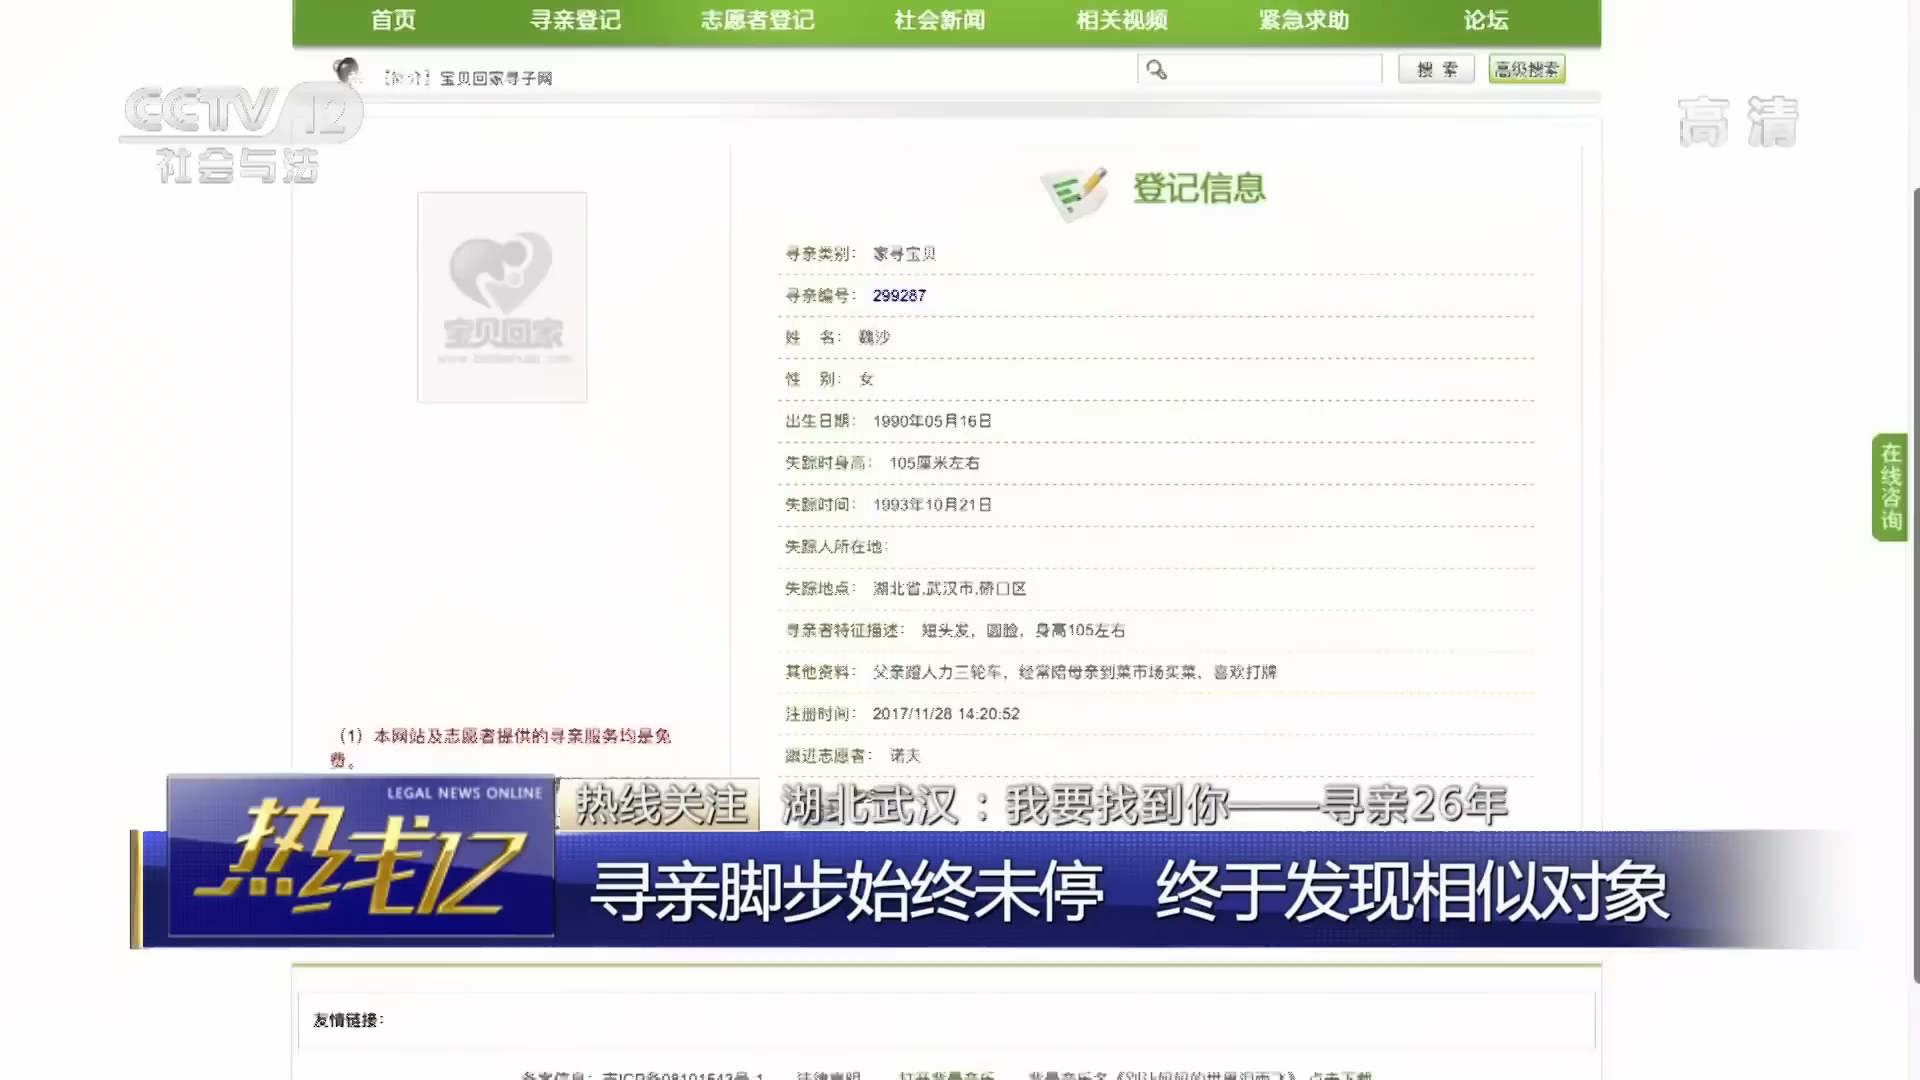 首页 寻亲登记 志愿者登记 社会新闻 相关视频 紧急求助 论坛
宝贝回家寻子网
搜 索 高级搜索
CCTV 12
社会与法
高清
登记信息
宝贝回家
寻亲类别： 家寻宝贝
寻亲编号： 299287
姓 名： 魏沙
性 别： 女
出生日期： 1990年05月16日
失踪时身高： 105厘米左右
失踪时间： 1993年10月21日
失踪人所在地：
失踪地点： 湖北省,武汉市,硚口区
寻亲者特征描述： 短头发，圆脸，身高105左右
其他资料： 父亲蹬人力三轮车，经常陪母亲到菜市场买菜，喜欢打牌
注册时间： 2017/11/28 14:20:52
跟进志愿者： 诺夫
在线咨询
（1）本网站及志愿者提供的寻亲服务均是免
费。
LEGAL NEWS ONLINE
热线12
热线关注 湖北武汉：我要找到你——寻亲26年
寻亲脚步始终未停 终于发现相似对象
友情链接：